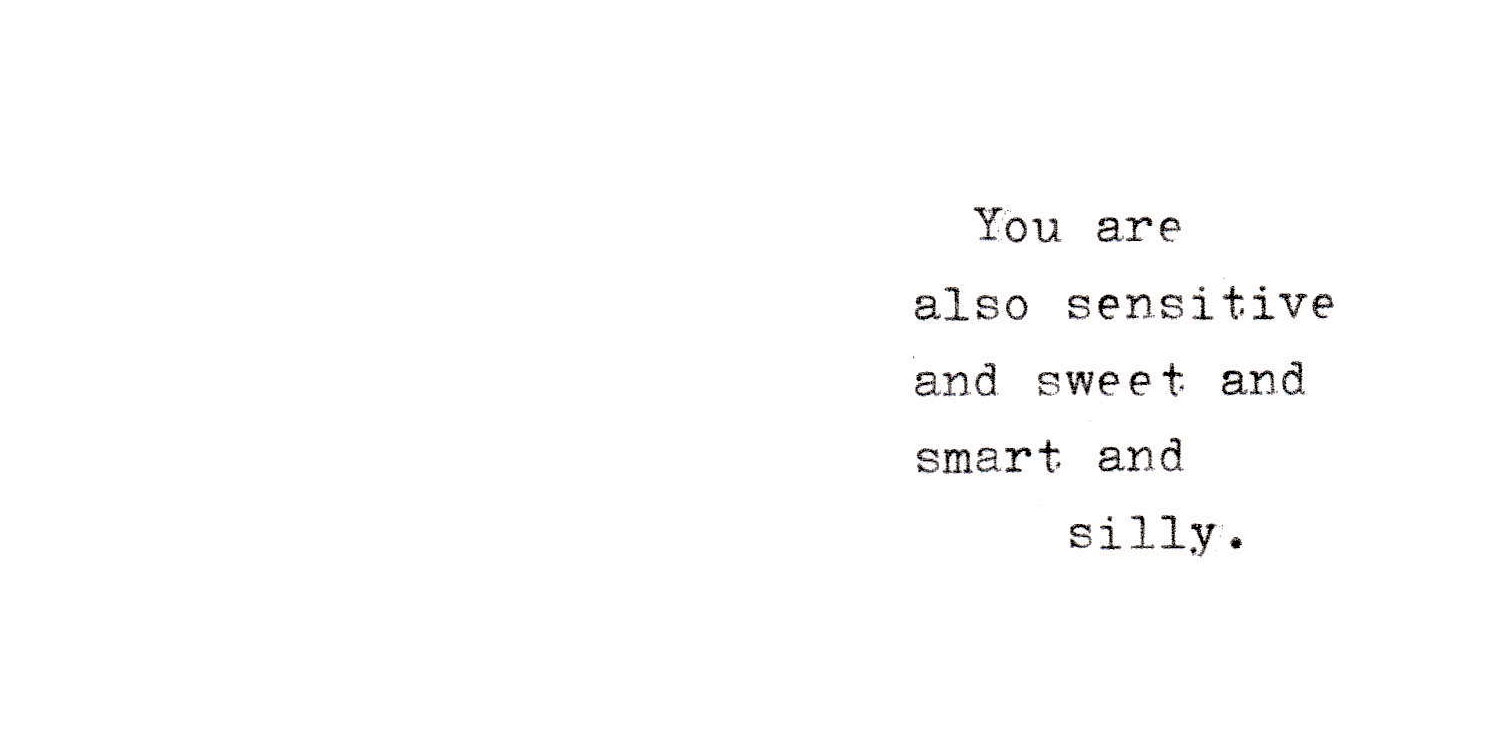 You are
also sensitive
and sweet and
smart and
silly.